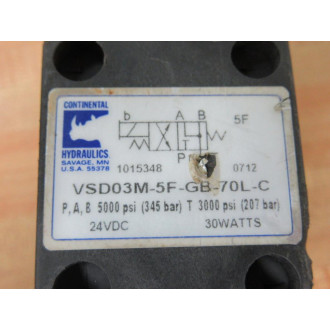 CONTINENTAL
b A B 5F
P
HYDRAULICS
SAVAGE, MN
U.S.A. 55378
1015348 0712
VSD03M-5F-GB-70L-C
P,A,B 5000 psi (345 bar) T 3000 psi (207 bar)
24VDC 30WATTS